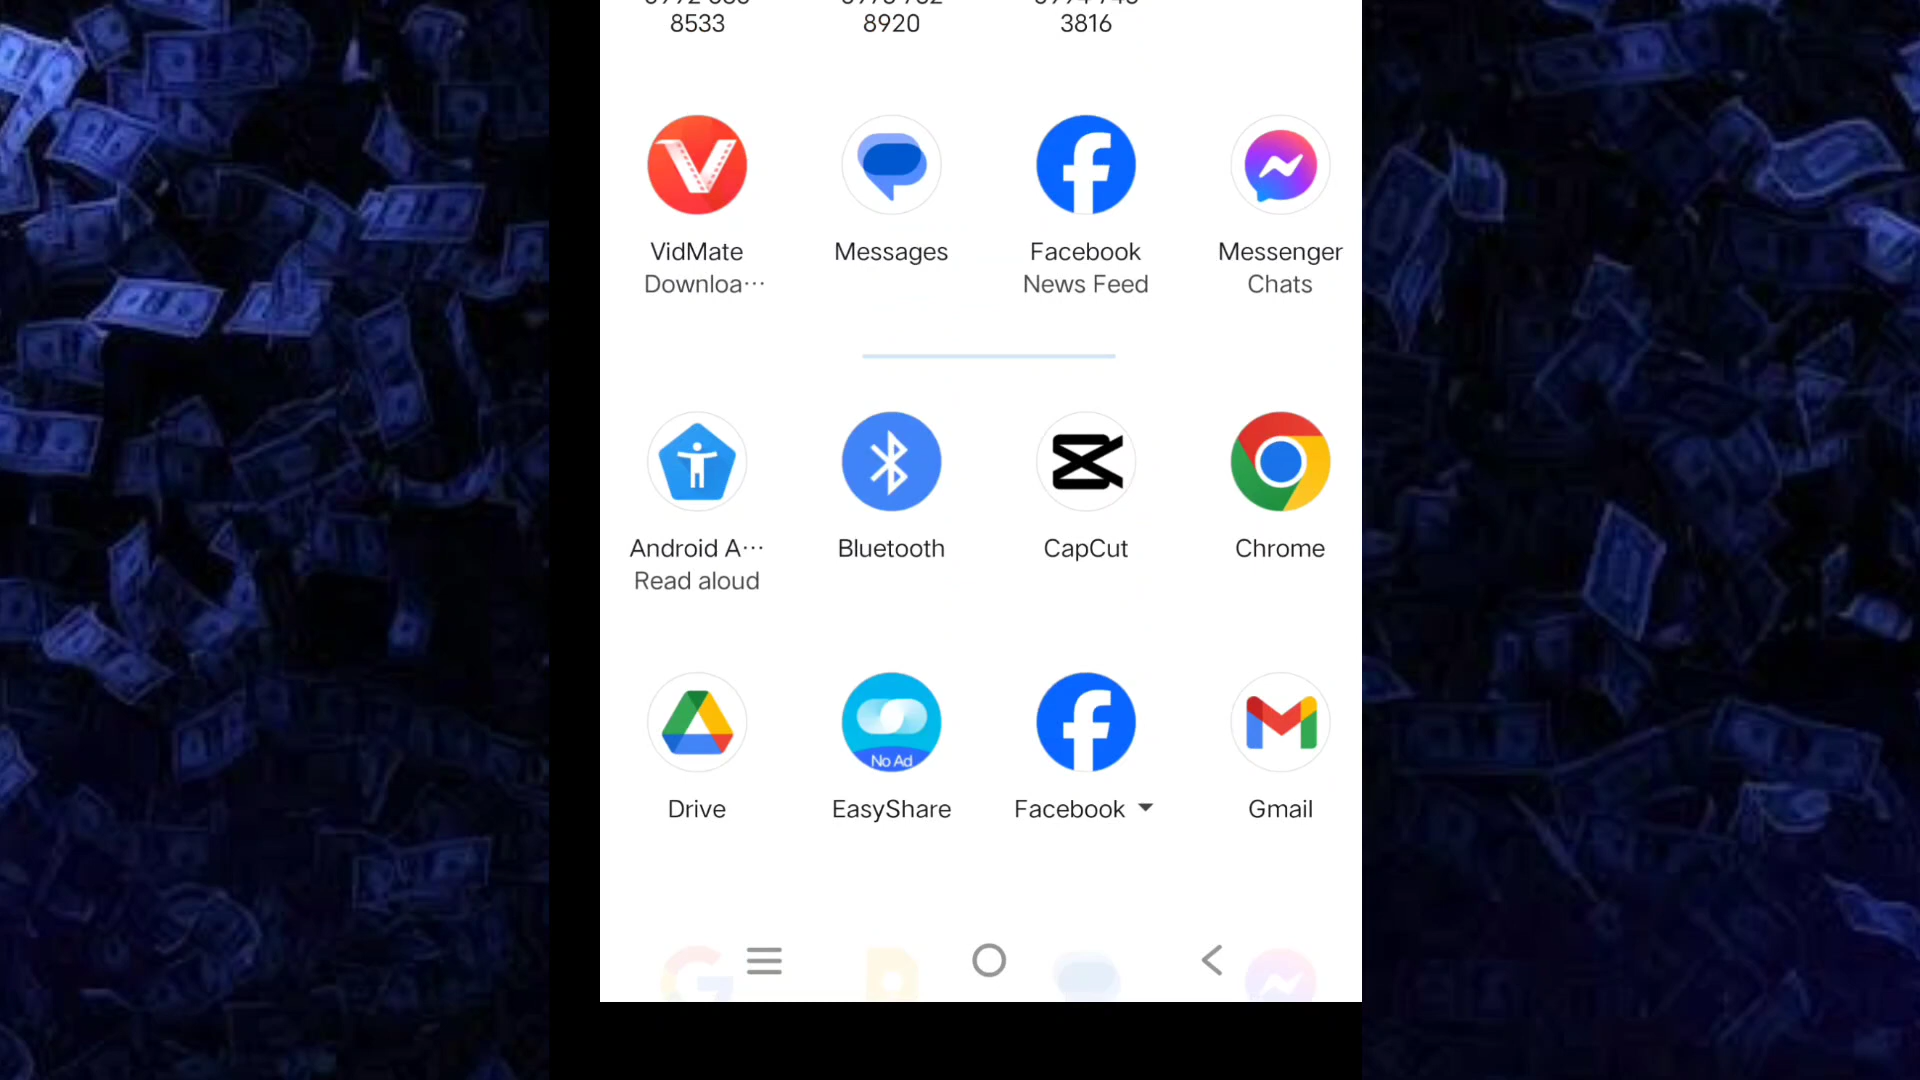 8533 8920 3816
VidMate Messages Facebook Messenger
Downloa··· News Feed Chats
Android A··· Bluetooth CapCut Chrome
Read aloud
No Ad
Drive EasyShare Facebook Gmail